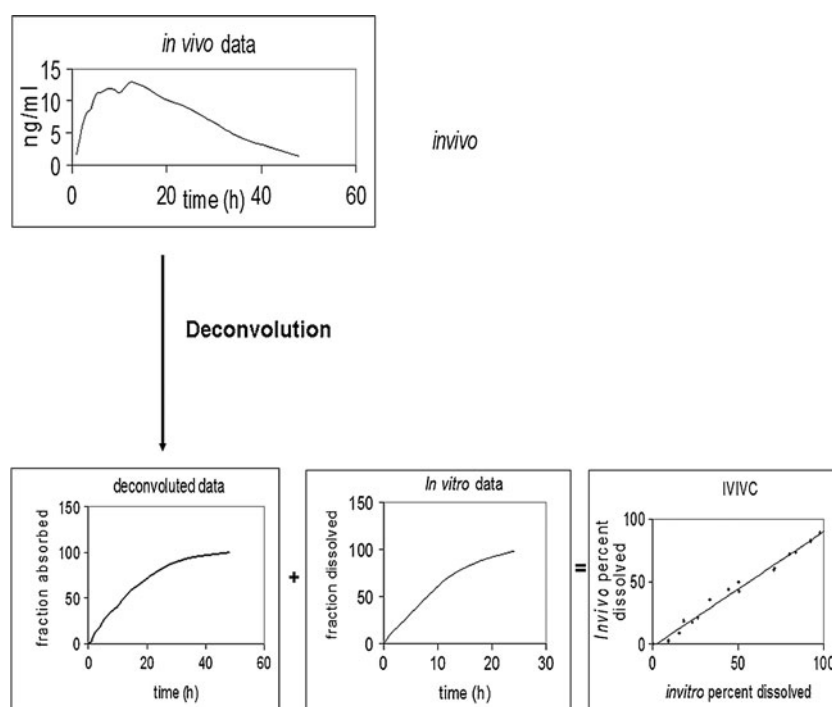 in vivo data
15
10
5
0
ng/ml
0 20 40 60
time (h)
invivo
Deconvolution
deconvoluted data
150
100
50
0
fraction absorbed
0 20 40 60
time (h)
+
In vitro data
150
100
50
0
fraction dissolved
0 10 20 30
time (h)
=
IVIVC
100
50
0
Invivo percent
dissolved
0 50 100
invitro percent dissolved